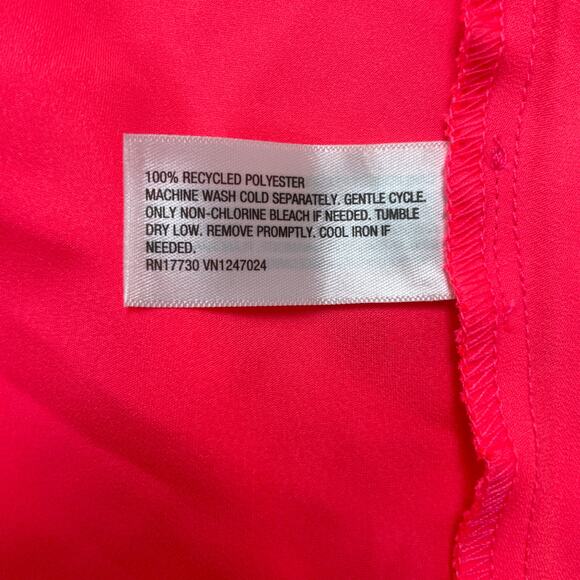 100% RECYCLED POLYESTER
MACHINE WASH COLD SEPARATELY. GENTLE CYCLE.
ONLY NON-CHLORINE BLEACH IF NEEDED. TUMBLE
DRY LOW. REMOVE PROMPTLY. COOL IRON IF
NEEDED.
RN17730 VN1247024